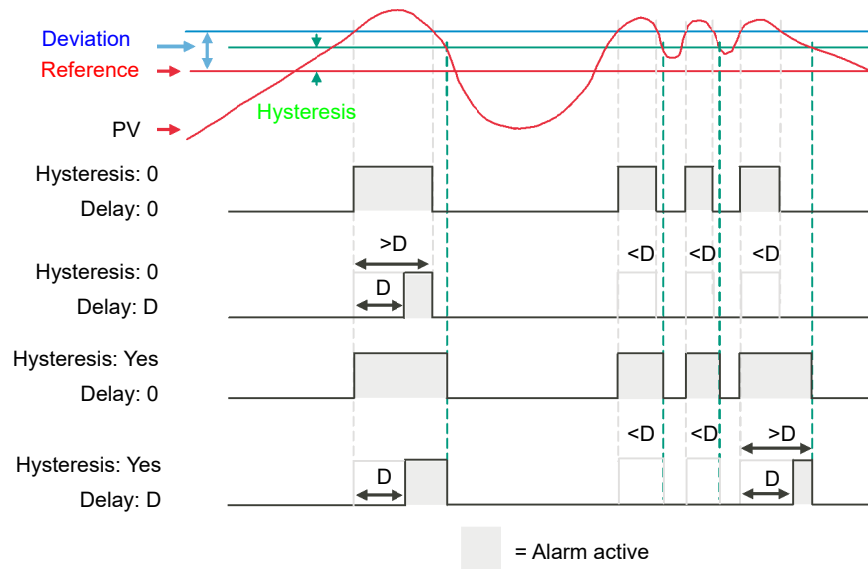 Deviation
Reference
Hysteresis
PV
Hysteresis: 0
Delay: 0
>D
<D <D <D
Hysteresis: 0
D
Delay: D
Hysteresis: Yes
Delay: 0
<D <D >D
Hysteresis: Yes
D D
Delay: D
= Alarm active